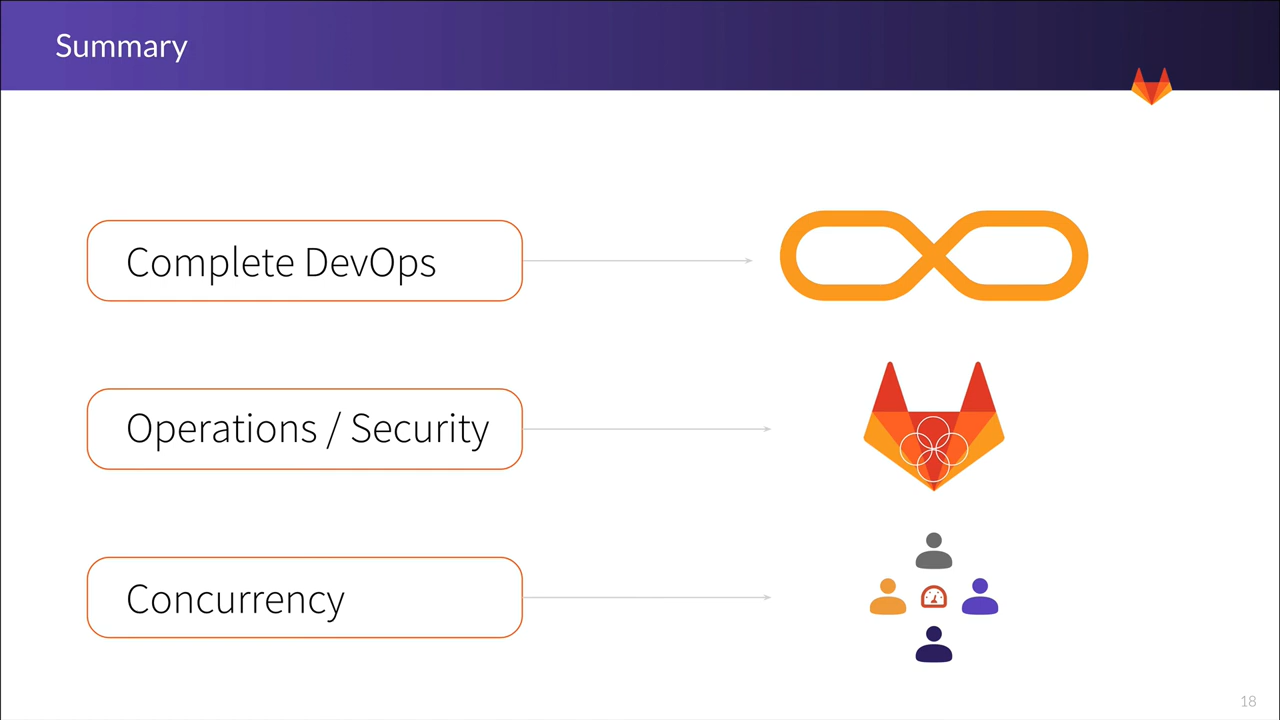 Summary
Complete DevOps
Operations / Security
Concurrency
18